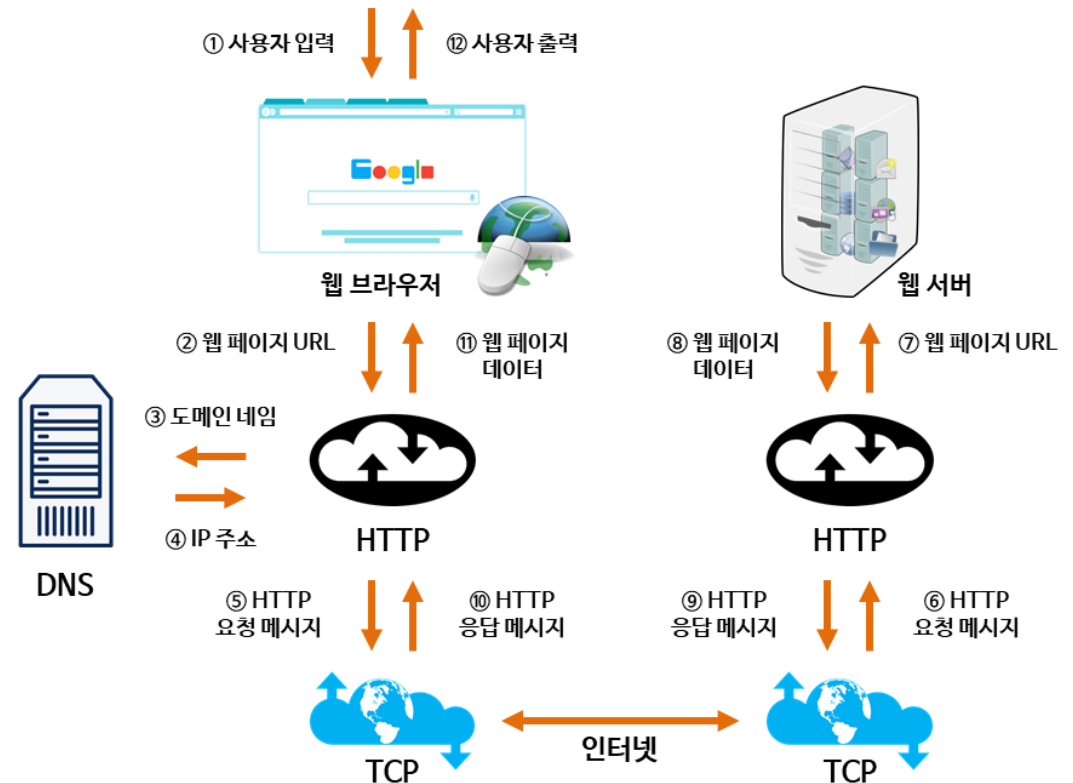 ① 사용자 입력
⑫ 사용자 출력
Google
웹 브라우저
웹 서버
② 웹 페이지 URL
⑪ 웹 페이지
데이터
⑧ 웹 페이지
데이터
⑦ 웹 페이지 URL
③ 도메인 네임
④ IP 주소
DNS
HTTP
HTTP
⑤ HTTP
요청 메시지
⑩ HTTP
응답 메시지
⑨ HTTP
응답 메시지
⑥ HTTP
요청 메시지
인터넷
TCP
TCP